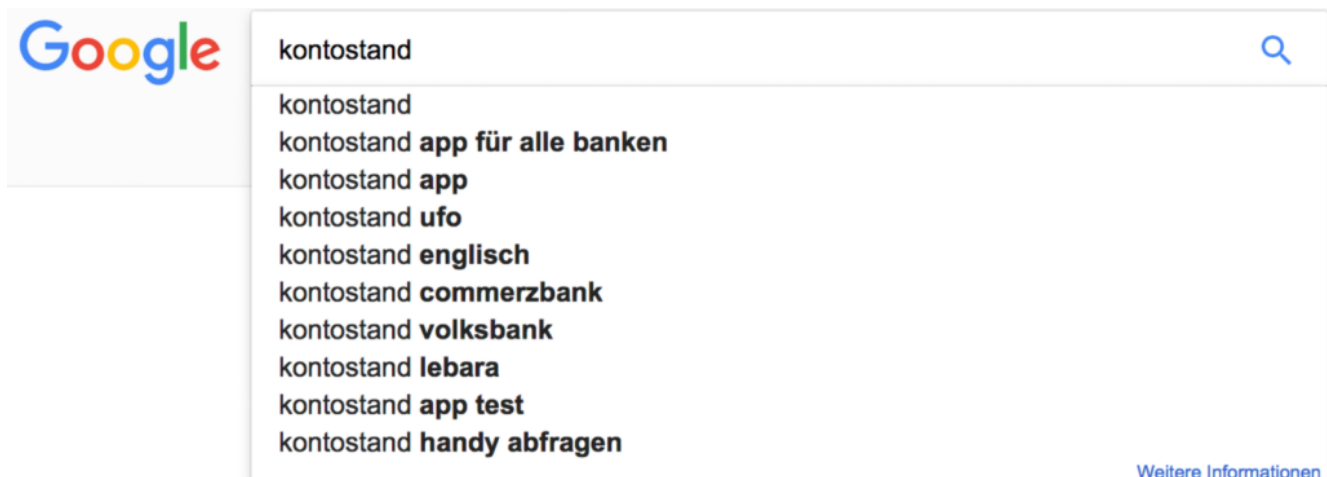 Google
kontostand
kontostand
kontostand app für alle banken
kontostand app
kontostand ufo
kontostand englisch
kontostand commerzbank
kontostand volksbank
kontostand lebara
kontostand app test
kontostand handy abfragen
Weitere Informationen